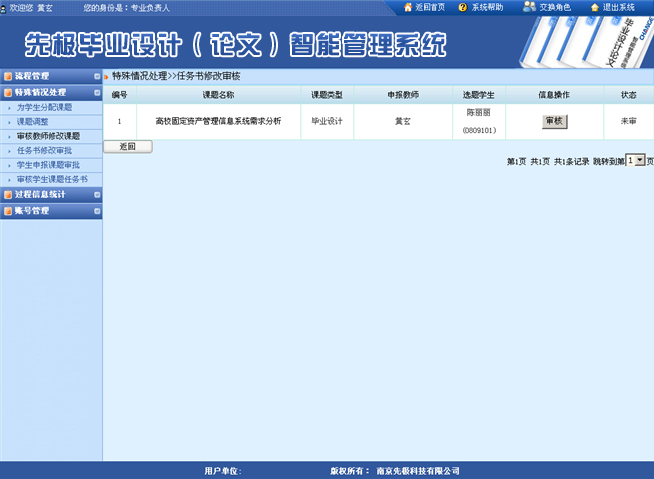 欢迎您 黄玄 您的身份是：专业负责人 返回首页 系统帮助 交换角色 退出系统
先极毕业设计（论文）智能管理系统
毕业设计论文
CHANGE
流程管理
特殊情况处理
为学生分配课题
课题调整
审核教师修改课题
任务书修改审批
学生申报课题审批
审核学生课题任务书
过程信息统计
账号管理
特殊情况处理>>任务书修改审核
编号 课题名称 课题类型 申报教师 选题学生 信息操作 状态
1 高校固定资产管理信息系统需求分析 毕业设计 黄玄 陈丽丽 (0809101) 审核 未审
返回
第1页 共1页 共1条记录 跳转到第 1 页
用户单位: 版权所有： 南京先极科技有限公司